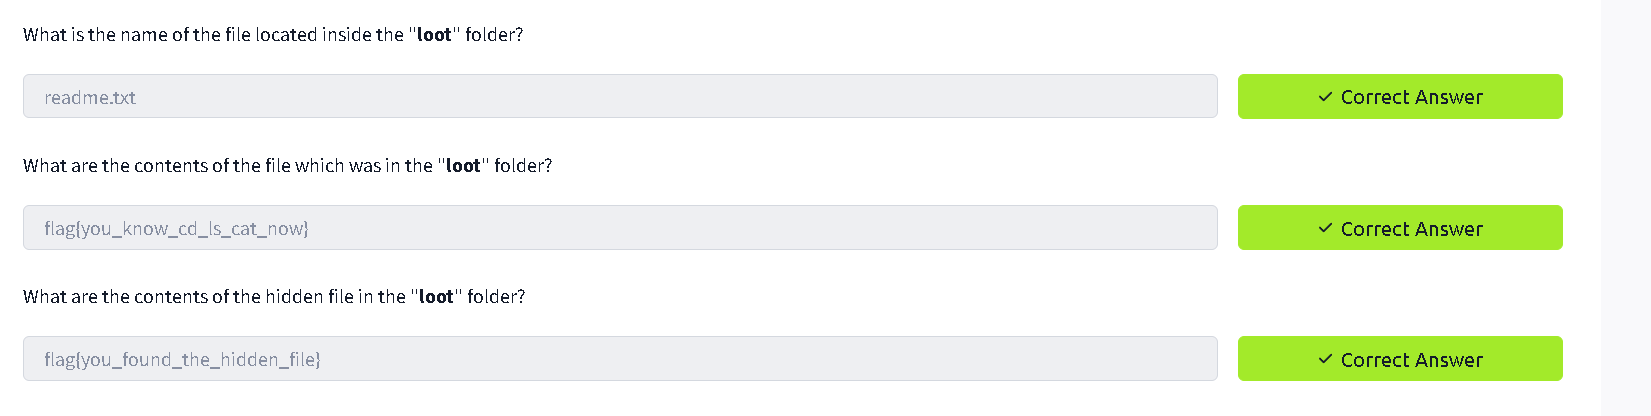 What is the name of the file located inside the "loot" folder?
readme.txt
✓ Correct Answer
What are the contents of the file which was in the "loot" folder?
flag{you_know_cd_ls_cat_now}
✓ Correct Answer
What are the contents of the hidden file in the "loot" folder?
flag{you_found_the_hidden_file}
✓ Correct Answer